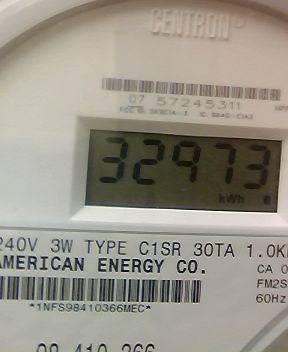 CENTRON
07 57245311
32973
kWh
240V 3W TYPE C1SR 30TA 1.0K
AMERICAN ENERGY CO.
CA 0
FM2S
60Hz
*1NFS98410366MEC*
98 410 366